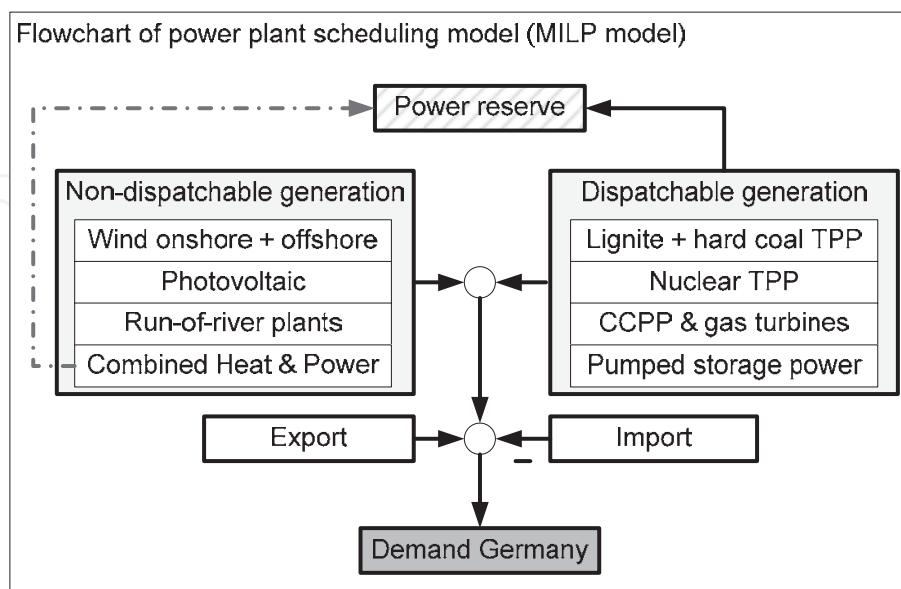 Flowchart of power plant scheduling model (MILP model)
Power reserve
Non-dispatchable generation
Wind onshore + offshore
Photovoltaic
Run-of-river plants
Combined Heat & Power
Dispatchable generation
Lignite + hard coal TPP
Nuclear TPP
CCPP & gas turbines
Pumped storage power
Export
Import
–
Demand Germany